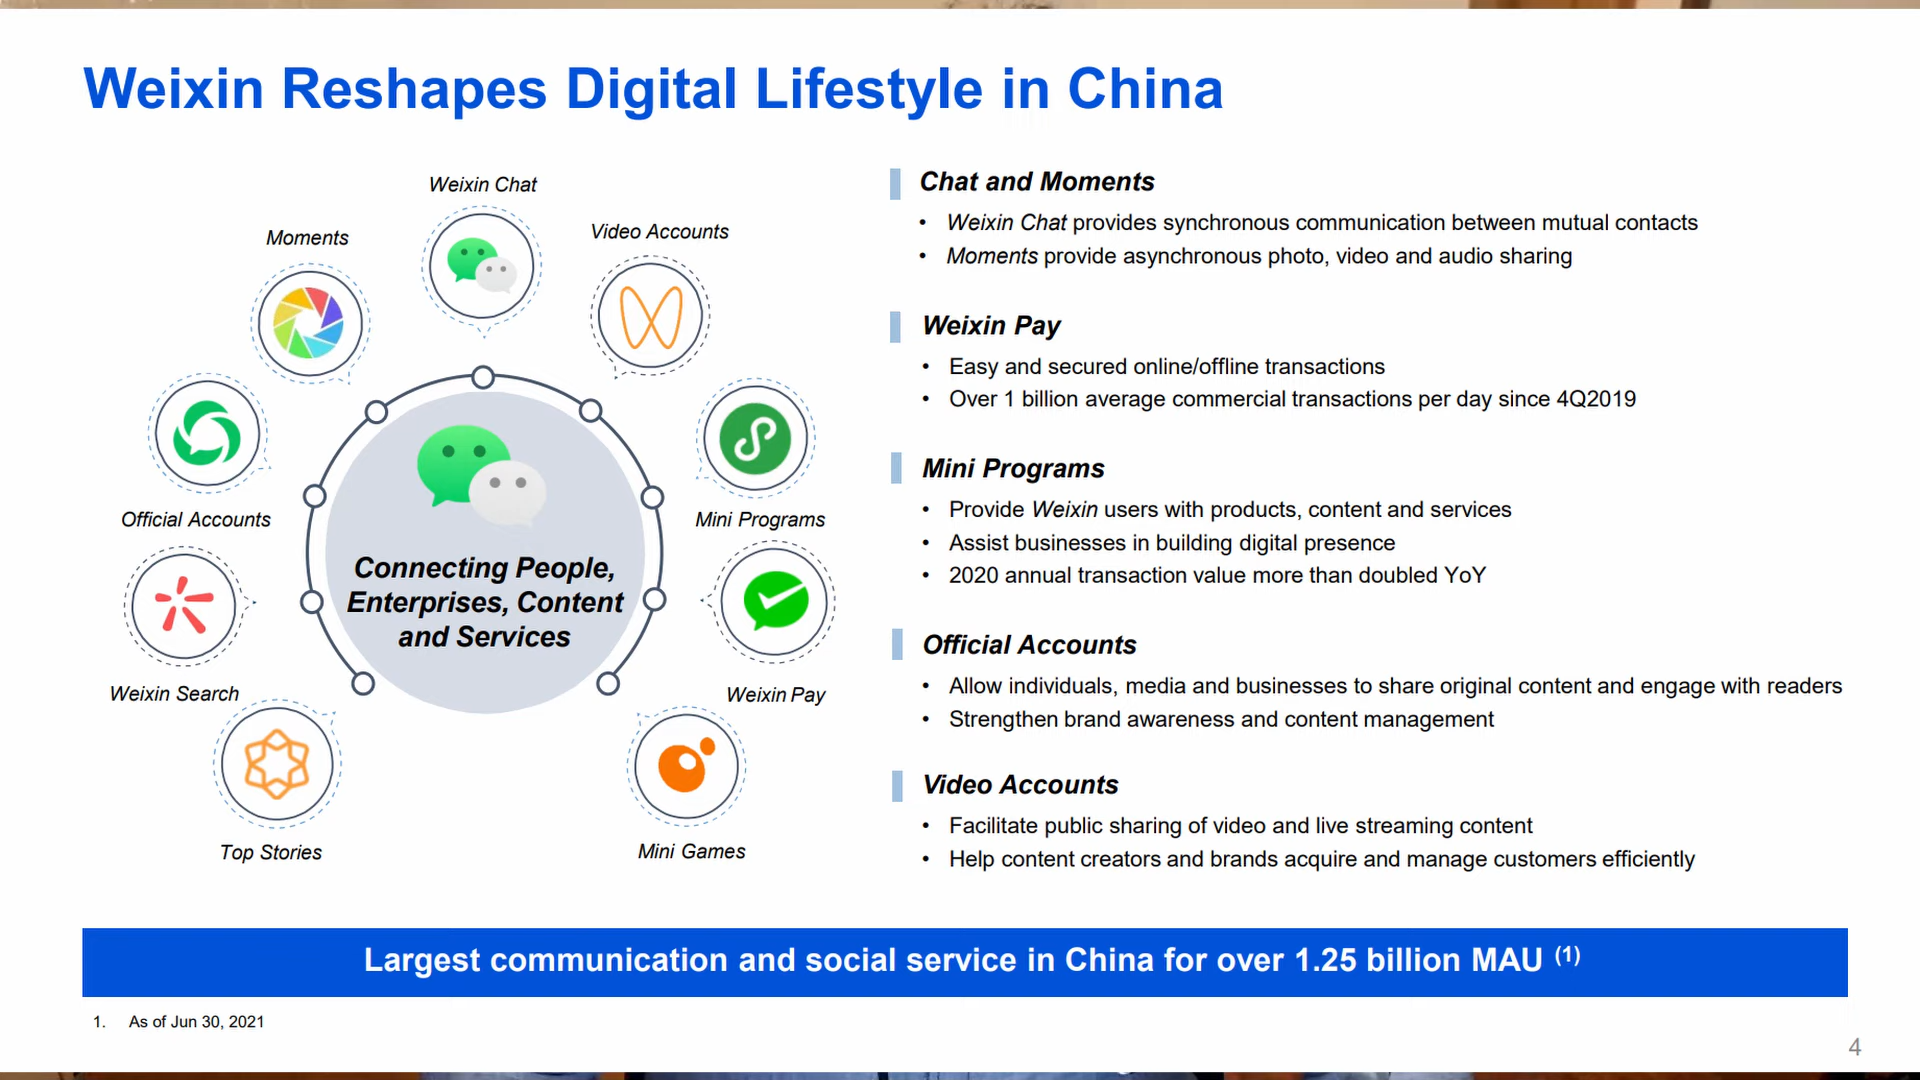 Weixin Reshapes Digital Lifestyle in China
Weixin Chat
Moments
Video Accounts
Official Accounts
Mini Programs
Weixin Search
Weixin Pay
Top Stories
Mini Games
Connecting People,
Enterprises, Content
and Services
Chat and Moments
• Weixin Chat provides synchronous communication between mutual contacts
• Moments provide asynchronous photo, video and audio sharing
Weixin Pay
• Easy and secured online/offline transactions
• Over 1 billion average commercial transactions per day since 4Q2019
Mini Programs
• Provide Weixin users with products, content and services
• Assist businesses in building digital presence
• 2020 annual transaction value more than doubled YoY
Official Accounts
• Allow individuals, media and businesses to share original content and engage with readers
• Strengthen brand awareness and content management
Video Accounts
• Facilitate public sharing of video and live streaming content
• Help content creators and brands acquire and manage customers efficiently
Largest communication and social service in China for over 1.25 billion MAU (1)
1. As of Jun 30, 2021
4